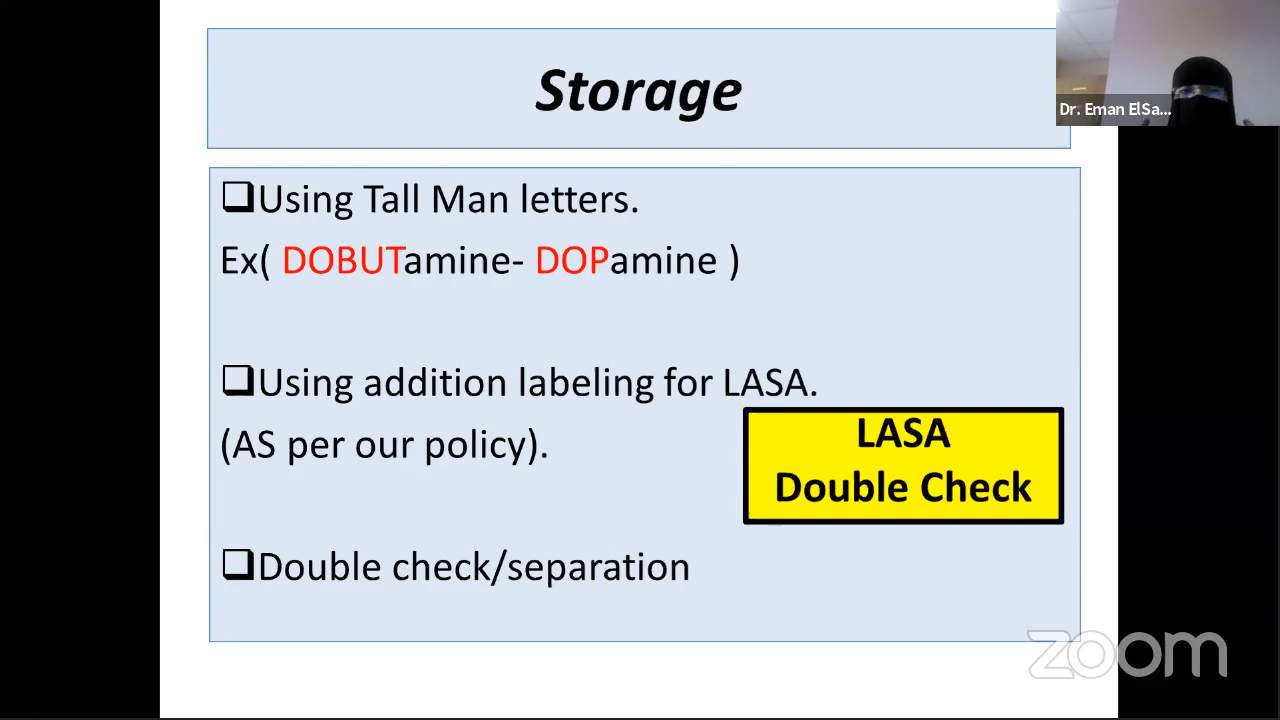 Storage
Dr. Eman ElSa...
❑Using Tall Man letters.
Ex( DOBUTamine- DOPamine )
❑Using addition labeling for LASA.
(AS per our policy).
LASA
Double Check
❑Double check/separation
zoom